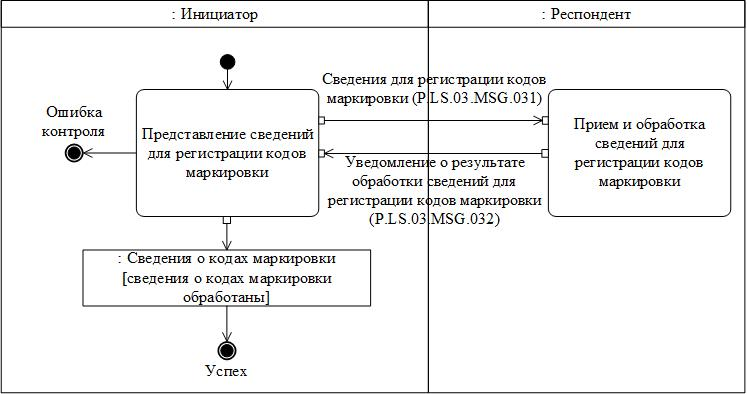 : Инициатор
: Респондент
Сведения для регистрации кодов
маркировки (P.LS.03.MSG.031)
Ошибка
контроля
Представление сведений
для регистрации кодов
маркировки
Прием и обработка
сведений для
регистрации кодов
маркировки
Уведомление о результате
обработки сведений для
регистрации кодов маркировки
(P.LS.03.MSG.032)
: Сведения о кодах маркировки
[сведения о кодах маркировки
обработаны]
Успех